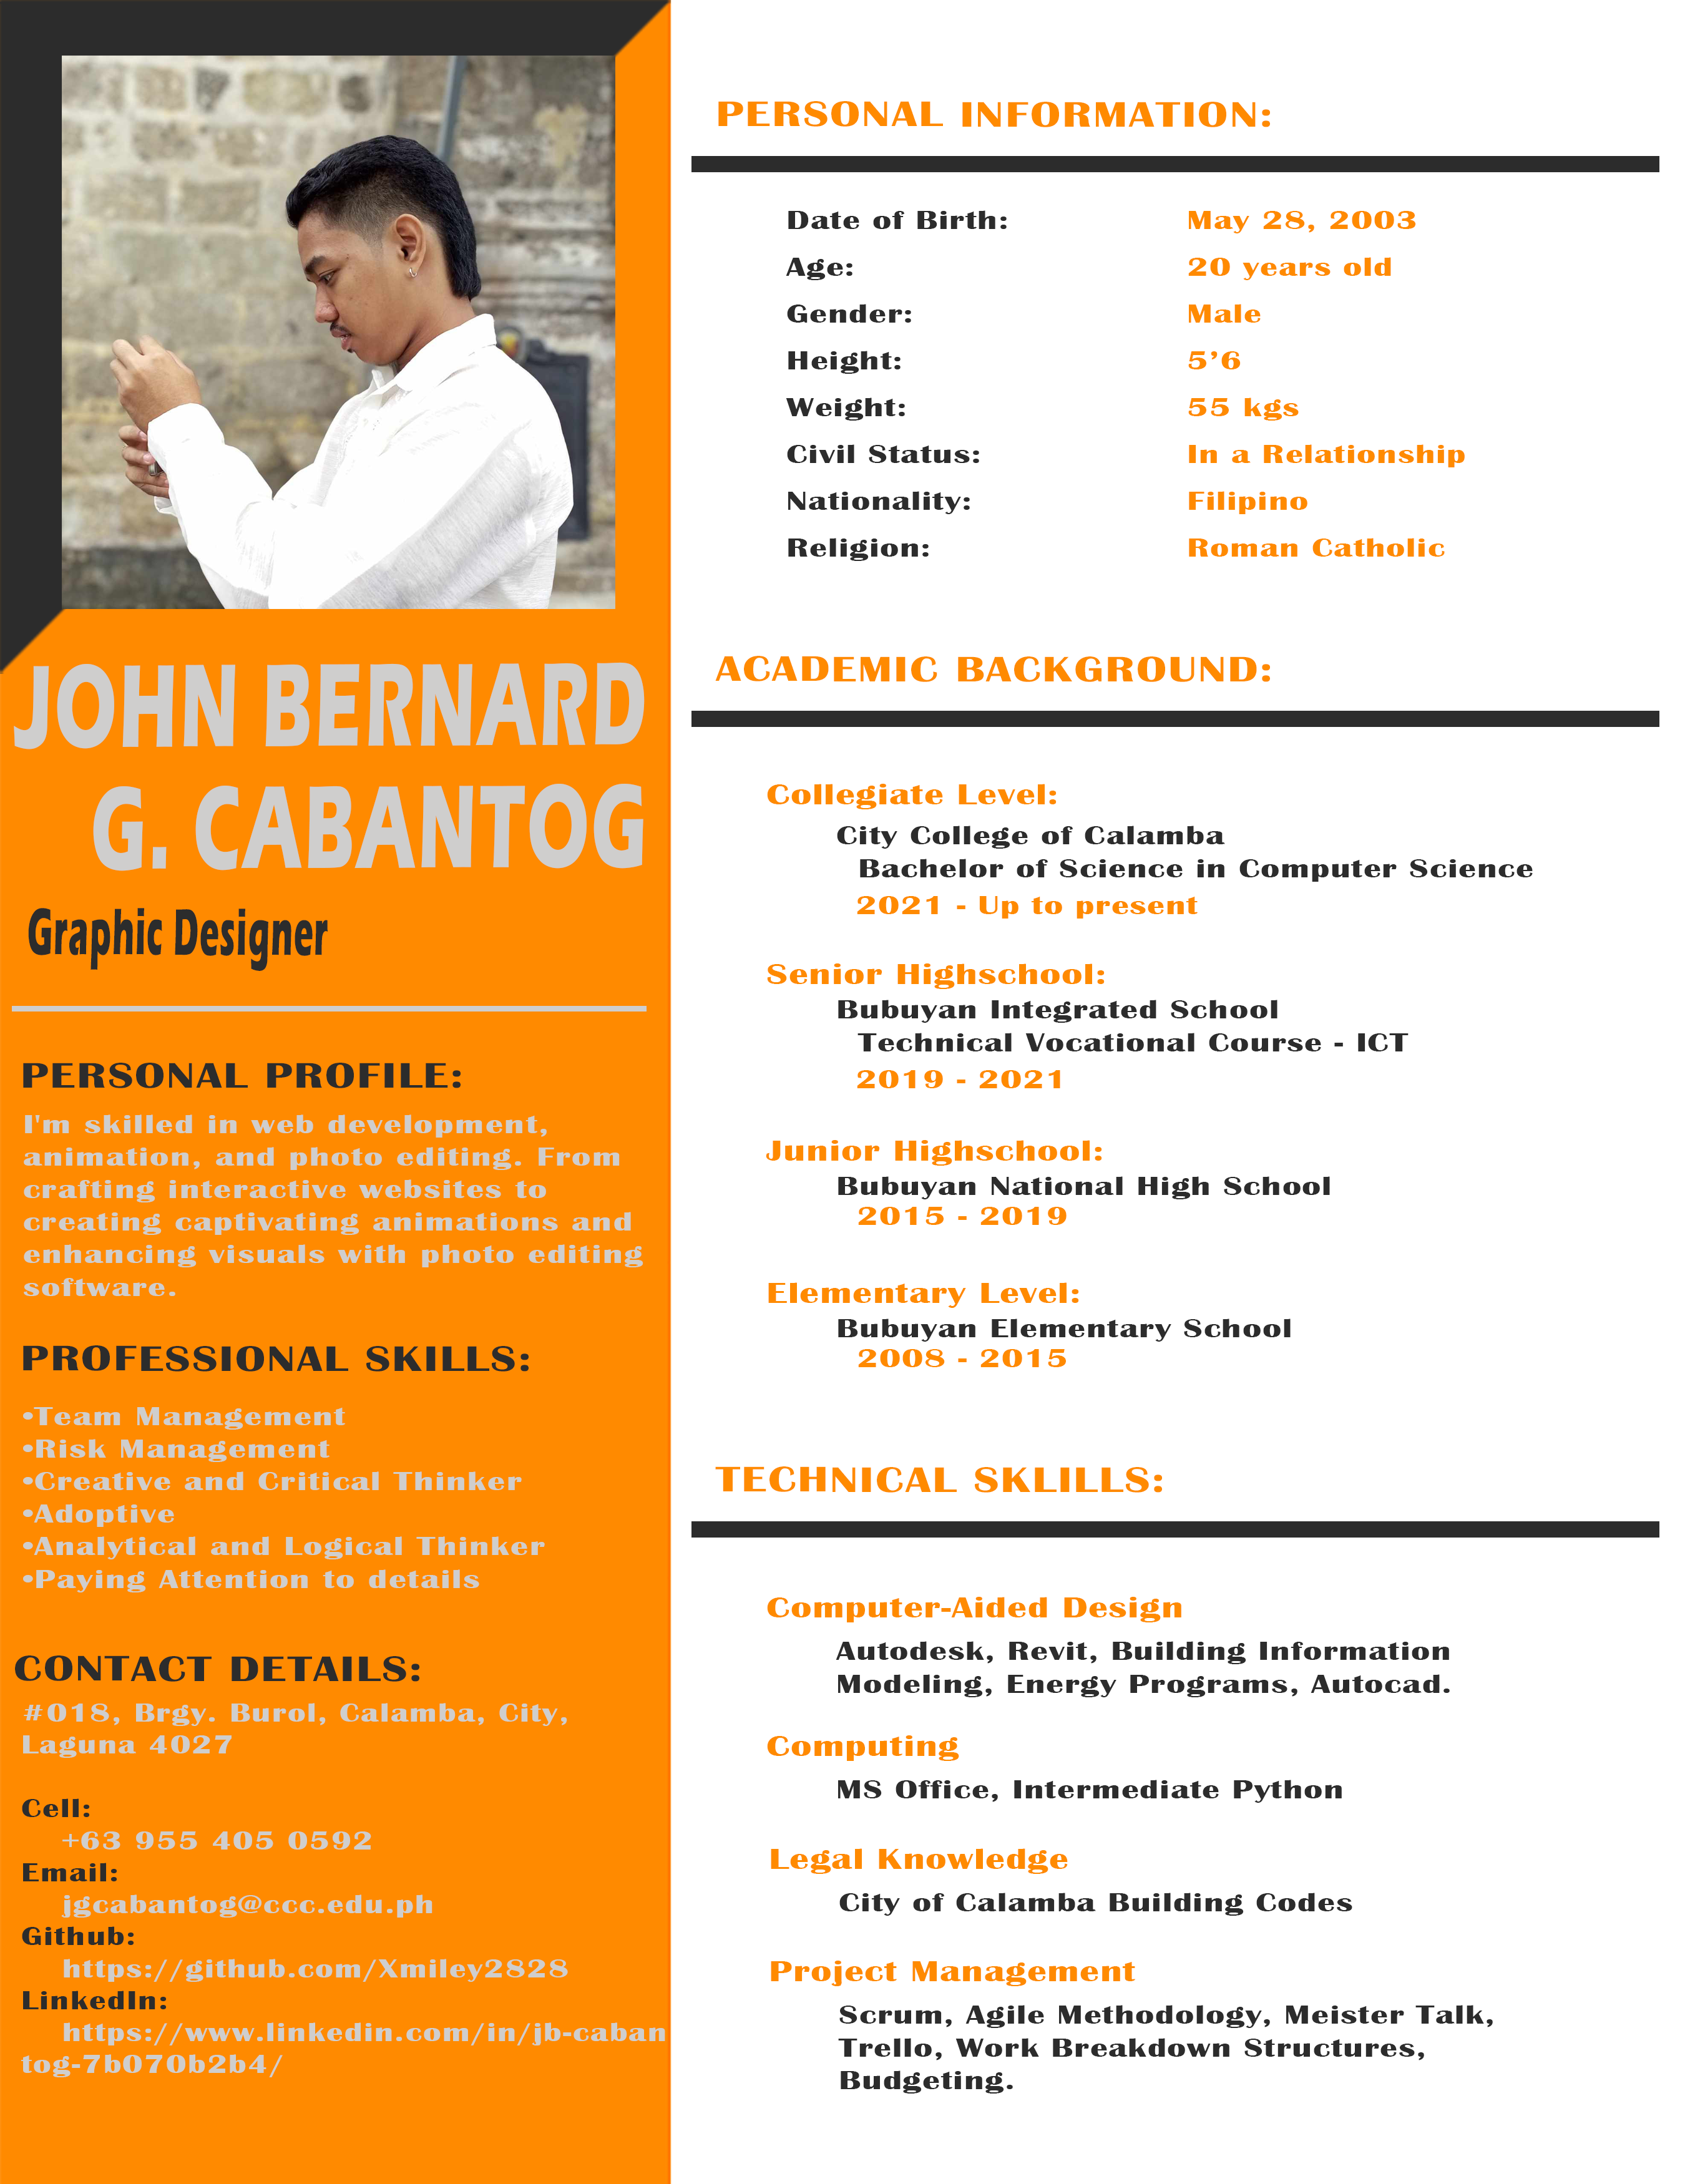 JOHN BERNARD
G. CABANTOG
Graphic Designer
PERSONAL PROFILE:
I'm skilled in web development,
animation, and photo editing. From
crafting interactive websites to
creating captivating animations and
enhancing visuals with photo editing
software.
PROFESSIONAL SKILLS:
•Team Management
•Risk Management
•Creative and Critical Thinker
•Adoptive
•Analytical and Logical Thinker
•Paying Attention to details
CONTACT DETAILS:
#018, Brgy. Burol, Calamba, City,
Laguna 4027
Cell:
+63 955 405 0592
Email:
jgcabantog@ccc.edu.ph
Github:
https://github.com/Xmiley2828
LinkedIn:
https://www.linkedin.com/in/jb-caban
tog-7b070b2b4/
PERSONAL INFORMATION:
Date of Birth: May 28, 2003
Age: 20 years old
Gender: Male
Height: 5’6
Weight: 55 kgs
Civil Status: In a Relationship
Nationality: Filipino
Religion: Roman Catholic
ACADEMIC BACKGROUND:
Collegiate Level:
City College of Calamba
Bachelor of Science in Computer Science
2021 - Up to present
Senior Highschool:
Bubuyan Integrated School
Technical Vocational Course - ICT
2019 - 2021
Junior Highschool:
Bubuyan National High School
2015 - 2019
Elementary Level:
Bubuyan Elementary School
2008 - 2015
TECHNICAL SKLILLS:
Computer-Aided Design
Autodesk, Revit, Building Information
Modeling, Energy Programs, Autocad.
Computing
MS Office, Intermediate Python
Legal Knowledge
City of Calamba Building Codes
Project Management
Scrum, Agile Methodology, Meister Talk,
Trello, Work Breakdown Structures,
Budgeting.